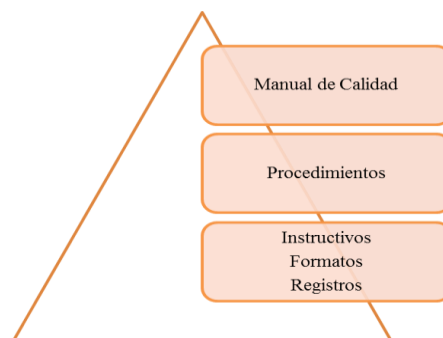 Manual de Calidad
Procedimientos
Instructivos
Formatos
Registros